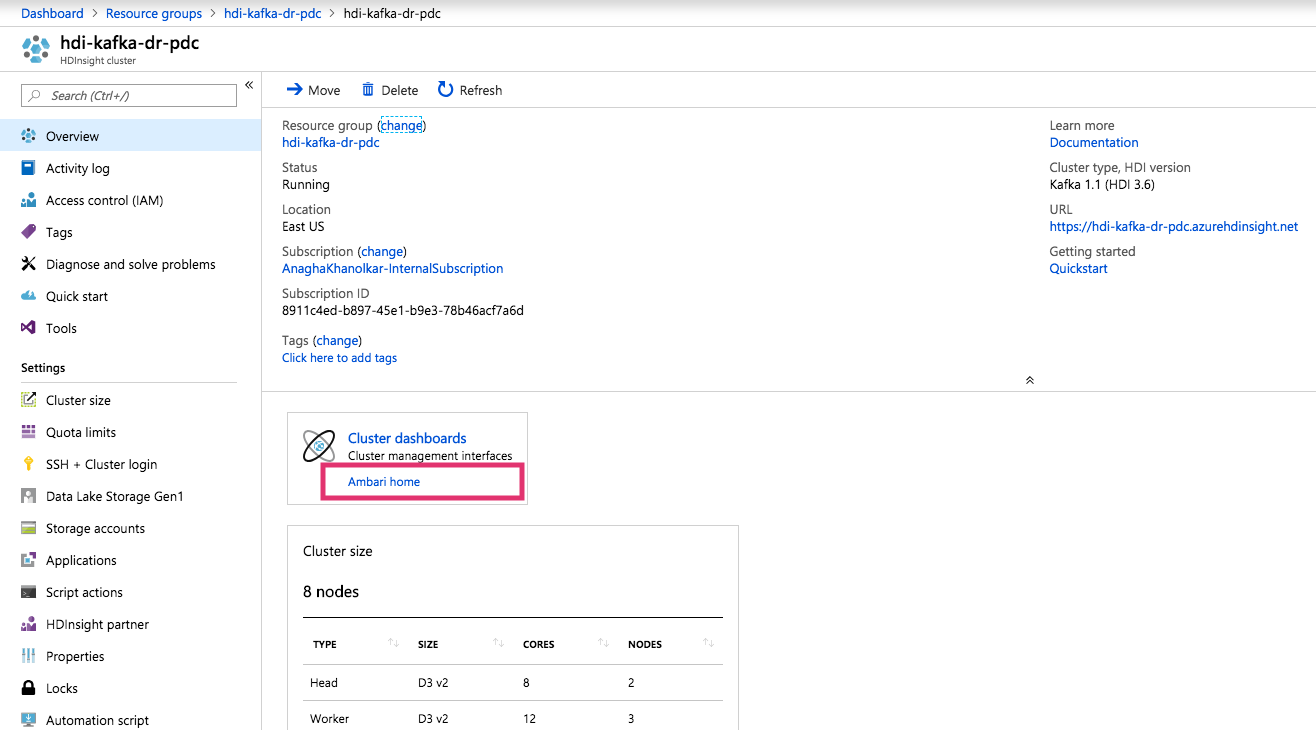 Dashboard > Resource groups > hdi-kafka-dr-pdc > hdi-kafka-dr-pdc
hdi-kafka-dr-pdc
HDInsight cluster
Search (Ctrl+/)
«
Overview
Activity log
Access control (IAM)
Tags
Diagnose and solve problems
Quick start
Tools
Settings
Cluster size
Quota limits
SSH + Cluster login
Data Lake Storage Gen1
Storage accounts
Applications
Script actions
HDInsight partner
Properties
Locks
Automation script
Move Delete Refresh
Resource group (change)
hdi-kafka-dr-pdc
Status
Running
Location
East US
Subscription (change)
AnaghaKhanolkar-InternalSubscription
Subscription ID
8911c4ed-b897-45e1-b9e3-78b46acf7a6d
Tags (change)
Click here to add tags
Learn more
Documentation
Cluster type, HDI version
Kafka 1.1 (HDI 3.6)
URL
https://hdi-kafka-dr-pdc.azurehdinsight.net
Getting started
Quickstart
Cluster dashboards
Cluster management interfaces
Ambari home
Cluster size
8 nodes
TYPE SIZE CORES NODES
Head D3 v2 8 2
Worker D3 v2 12 3